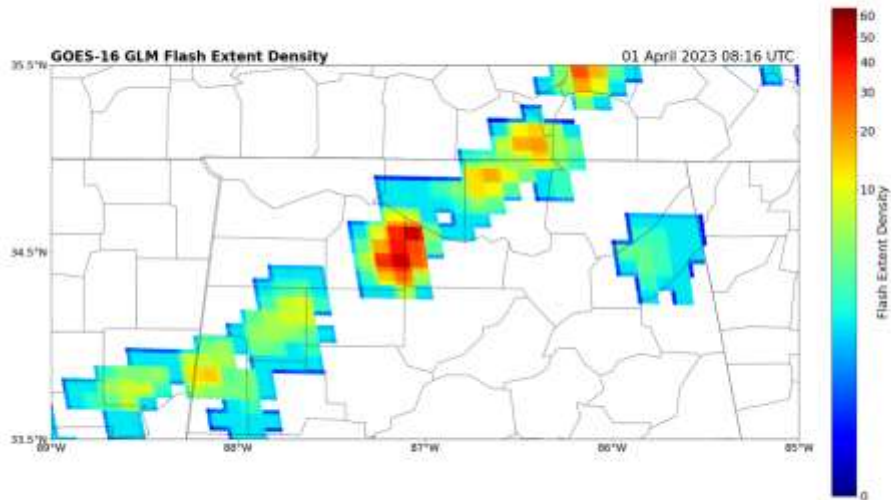 GOES-16 GLM Flash Extent Density
01 April 2023 08:16 UTC
35.5°N
34.5°N
33.5°N
89°W
88°W
87°W
86°W
85°W
60
50
40
30
20
10
0
Flash Extent Density